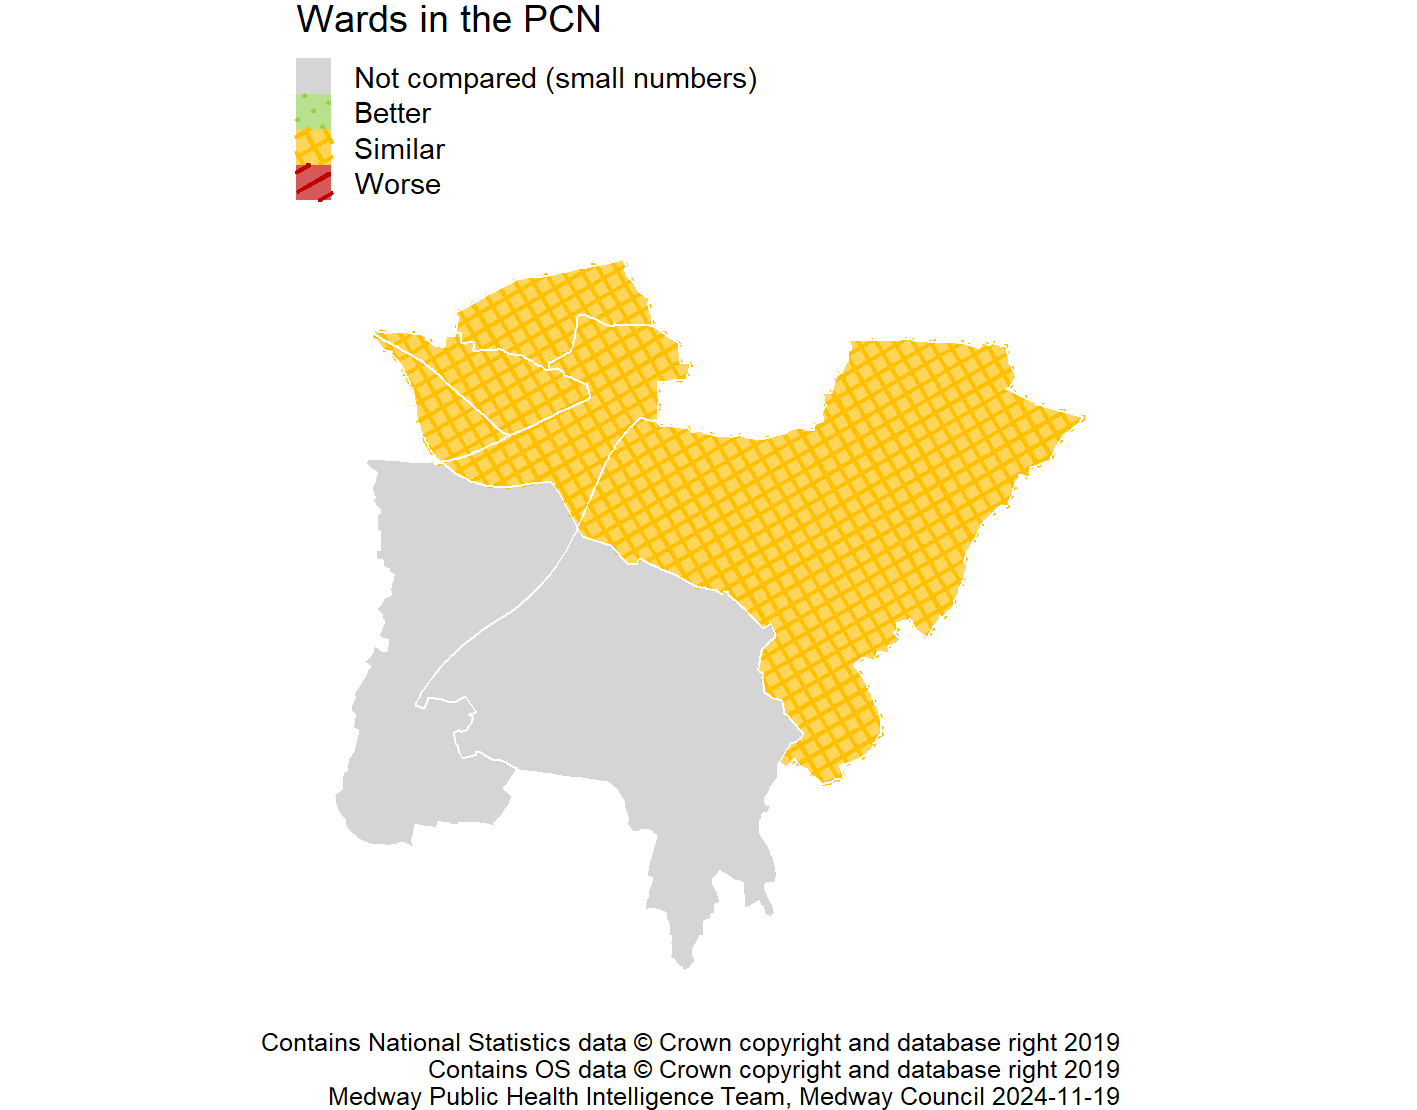 Wards in the PCN
Not compared (small numbers)
Better
Similar
Worse
Contains National Statistics data © Crown copyright and database right 2019
Contains OS data © Crown copyright and database right 2019
Medway Public Health Intelligence Team, Medway Council 2024-11-19